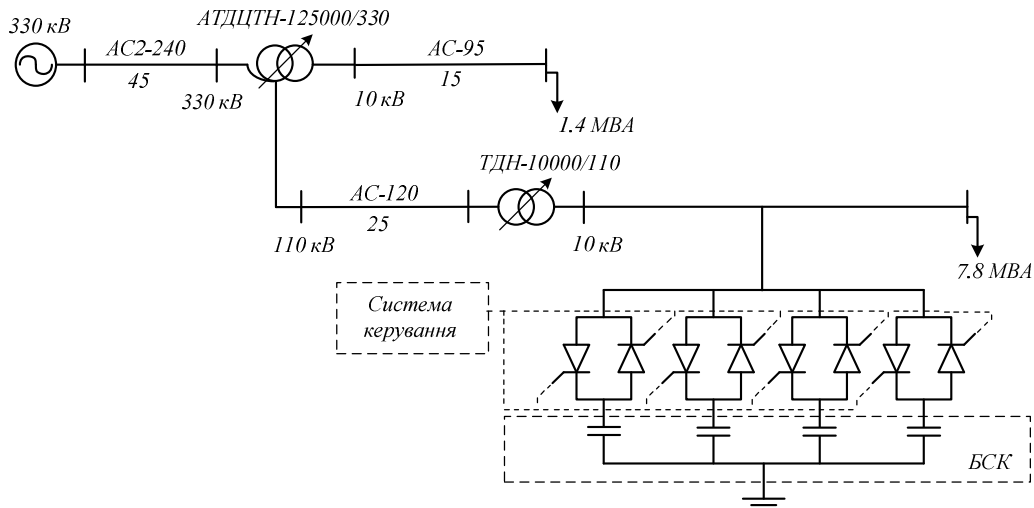 330 кВ
АС2-240
45
330 кВ
АТДЦТН-125000/330
10 кВ
АС-95
15
1.4 МВА
110 кВ
АС-120
25
ТДН-10000/110
10 кВ
7.8 МВА
Система
керування
БСК